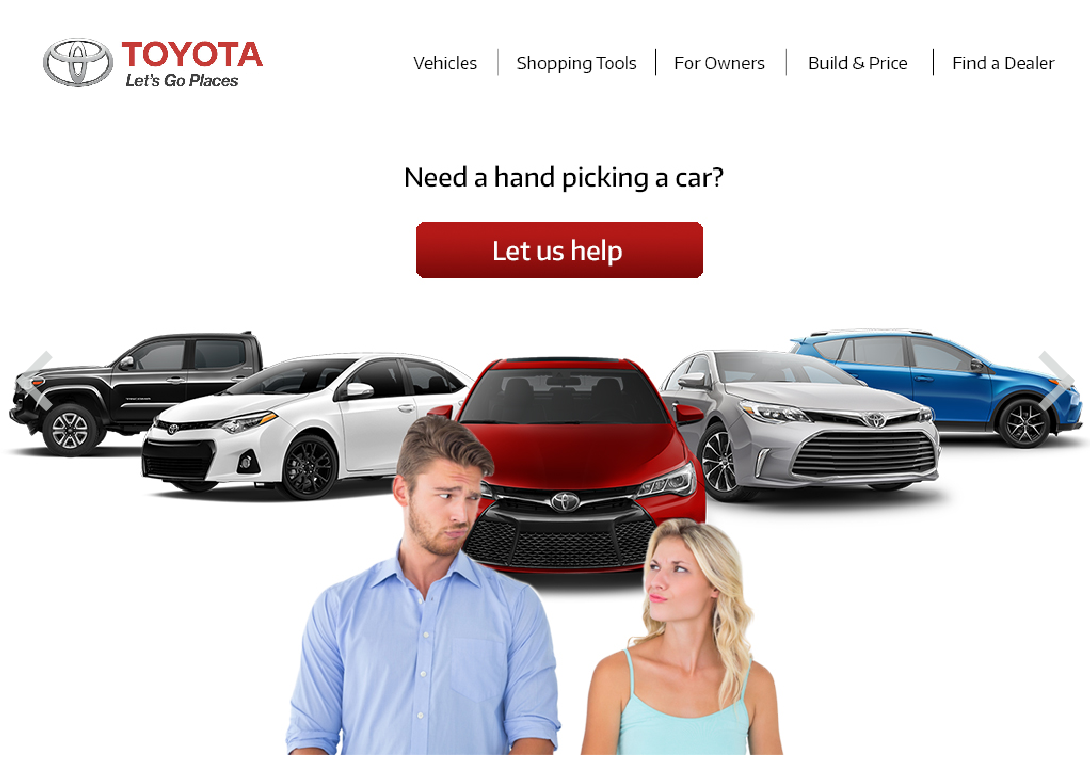 TOYOTA
Let's Go Places
Vehicles
Shopping Tools
For Owners
Build & Price
Find a Dealer
Need a hand picking a car?
Let us help